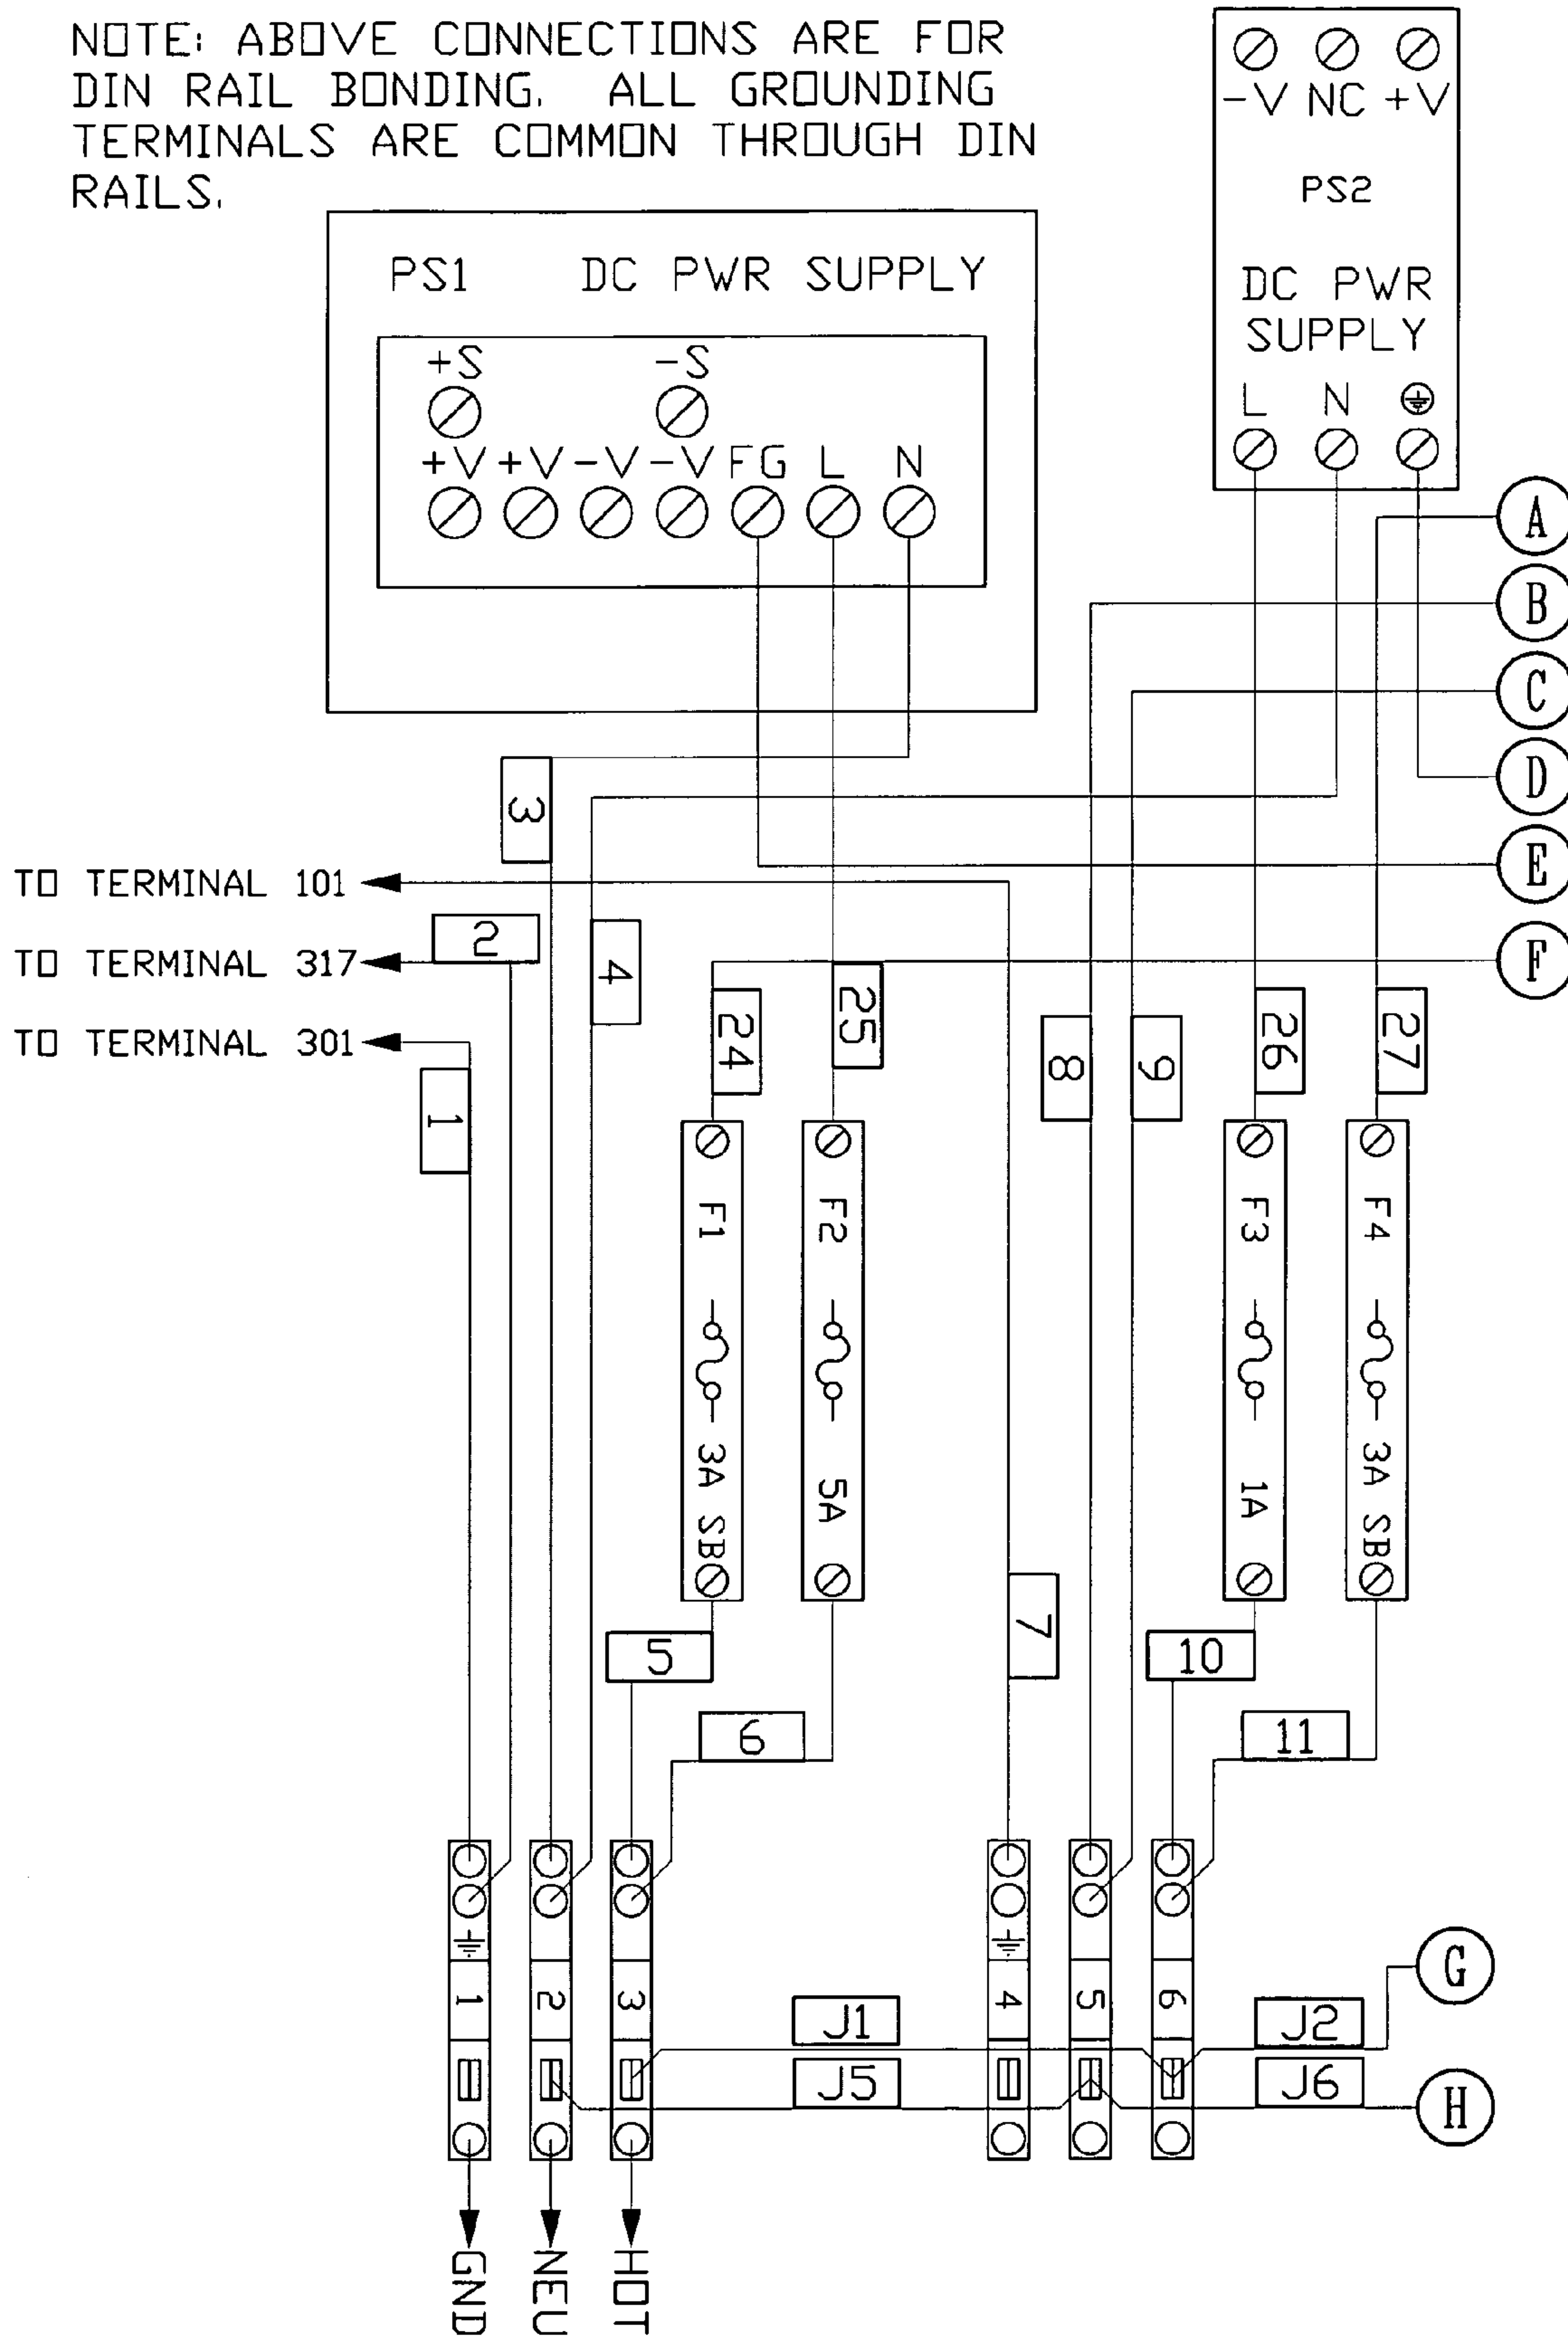 NOTE: ABOVE CONNECTIONS ARE FOR
DIN RAIL BONDING. ALL GROUNDING
TERMINALS ARE COMMON THROUGH DIN
RAILS.
-V NC +V
PS2
DC PWR
SUPPLY
L N
PS1 DC PWR SUPPLY
+S -S
+V +V -V -V FG L N
A
B
C
D
E
F
3
TO TERMINAL 101
2
TO TERMINAL 317
4
TO TERMINAL 301
1
24
25
8
9
26
27
F1 3A SB
F2 5A
F3 1A
F4 3A SB
5
7
10
6
11
1
2
3
4
5
6
G
J1
J2
J5
J6
H
GND
NEU
HOT